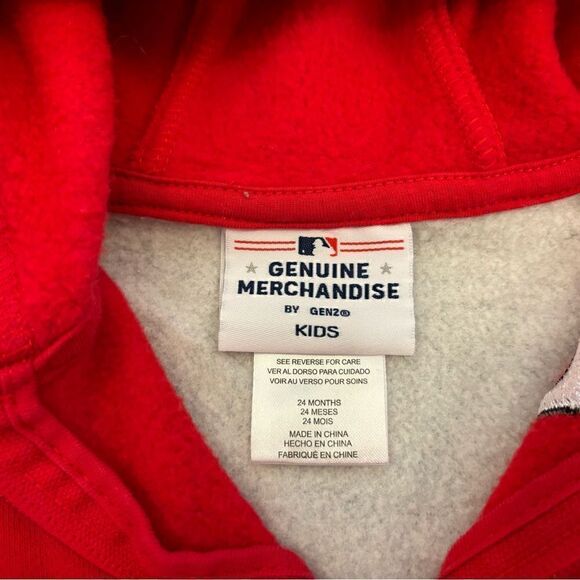 GENUINE
MERCHANDISE
BY GEN2®
KIDS
SEE REVERSE FOR CARE
VER AL DORSO PARA CUIDADO
VOIR AU VERSO POUR SOINS
24 MONTHS
24 MESES
24 MOIS
MADE IN CHINA
HECHO EN CHINA
FABRIQUÉ EN CHINE